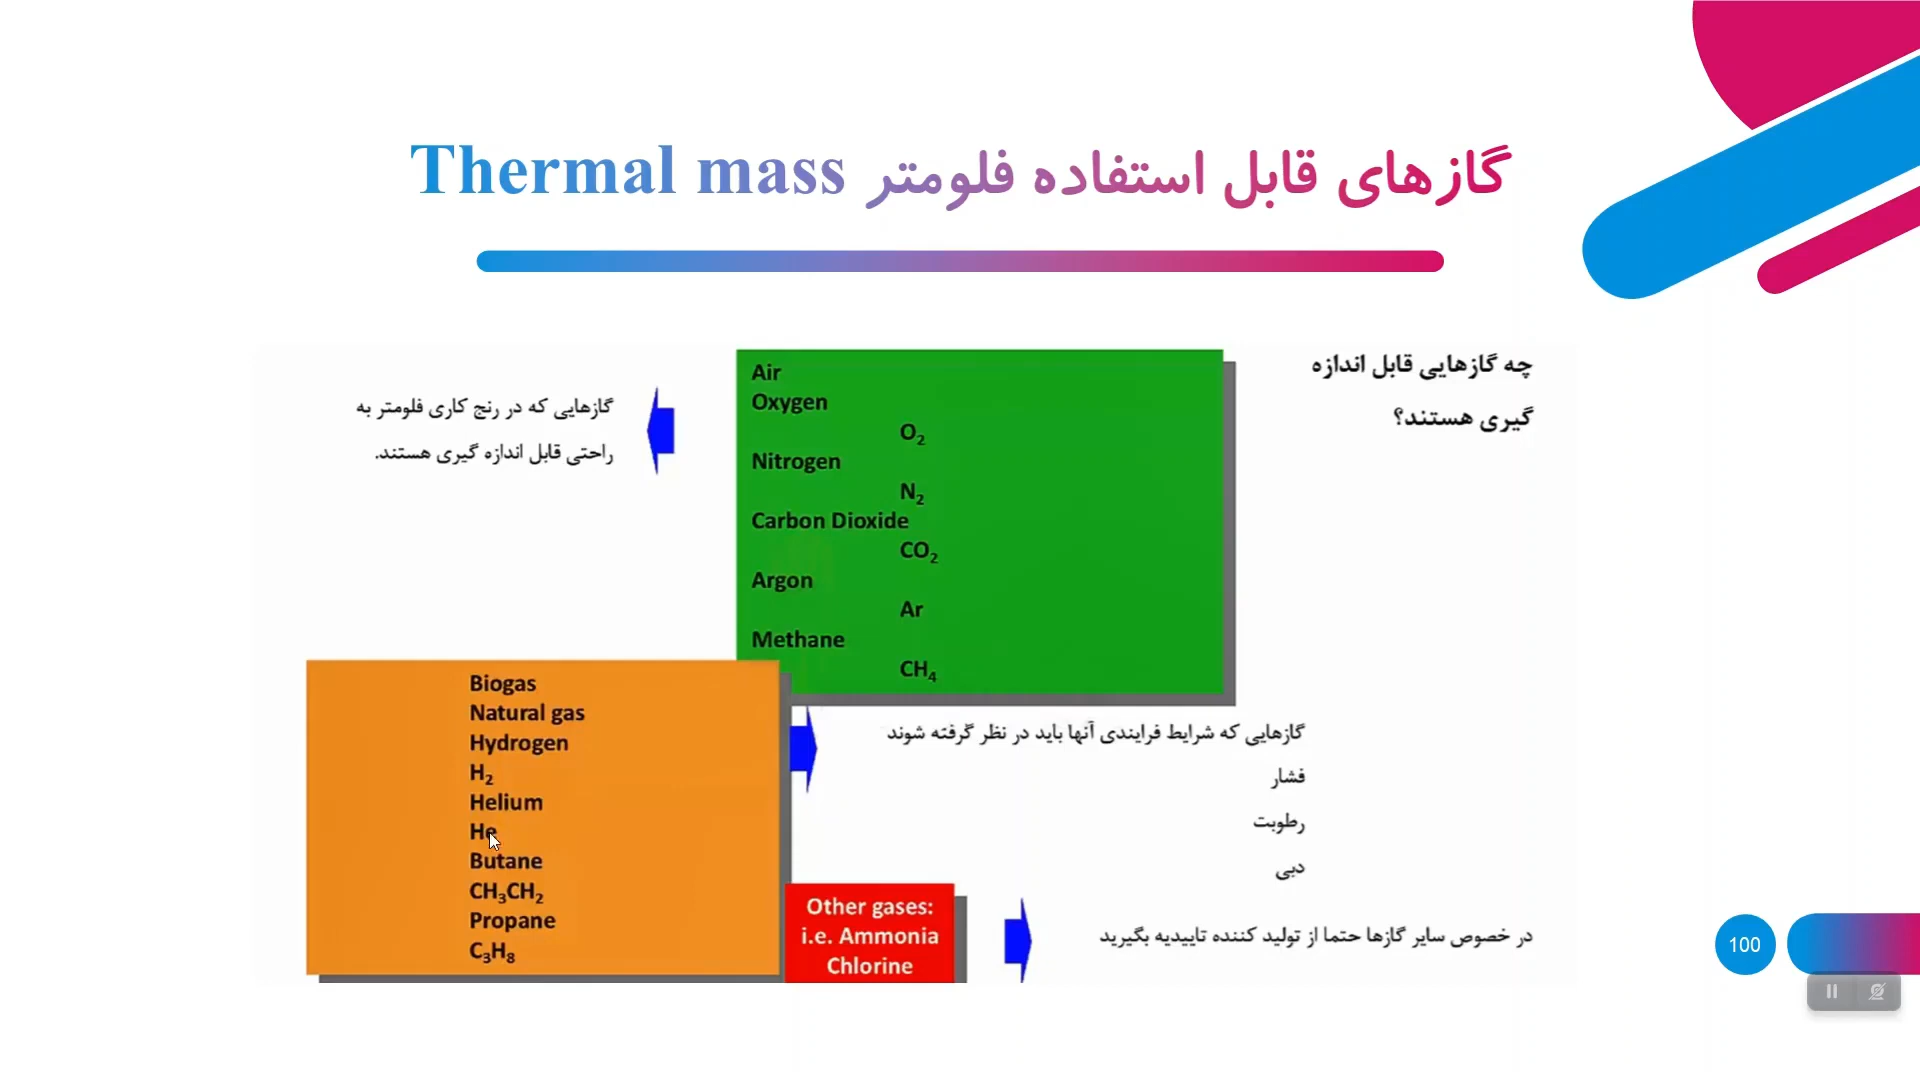 گازهای قابل استفاده فلومتر Thermal mass
چه گازهایی قابل اندازه
گیری هستند؟
Air
Oxygen
O₂
Nitrogen
N₂
Carbon Dioxide
CO₂
Argon
Ar
Methane
CH₄
گازهایی که در رنج کاری فلومتر به
راحتی قابل اندازه گیری هستند.
Biogas
Natural gas
Hydrogen
H₂
Helium
He
Butane
CH₃CH₂
Propane
C₃H₈
گازهایی که شرایط فرایندی آنها باید در نظر گرفته شوند
فشار
رطوبت
دبی
Other gases:
i.e. Ammonia
Chlorine
در خصوص سایر گازها حتما از تولید کننده تاییدیه بگیرید
100